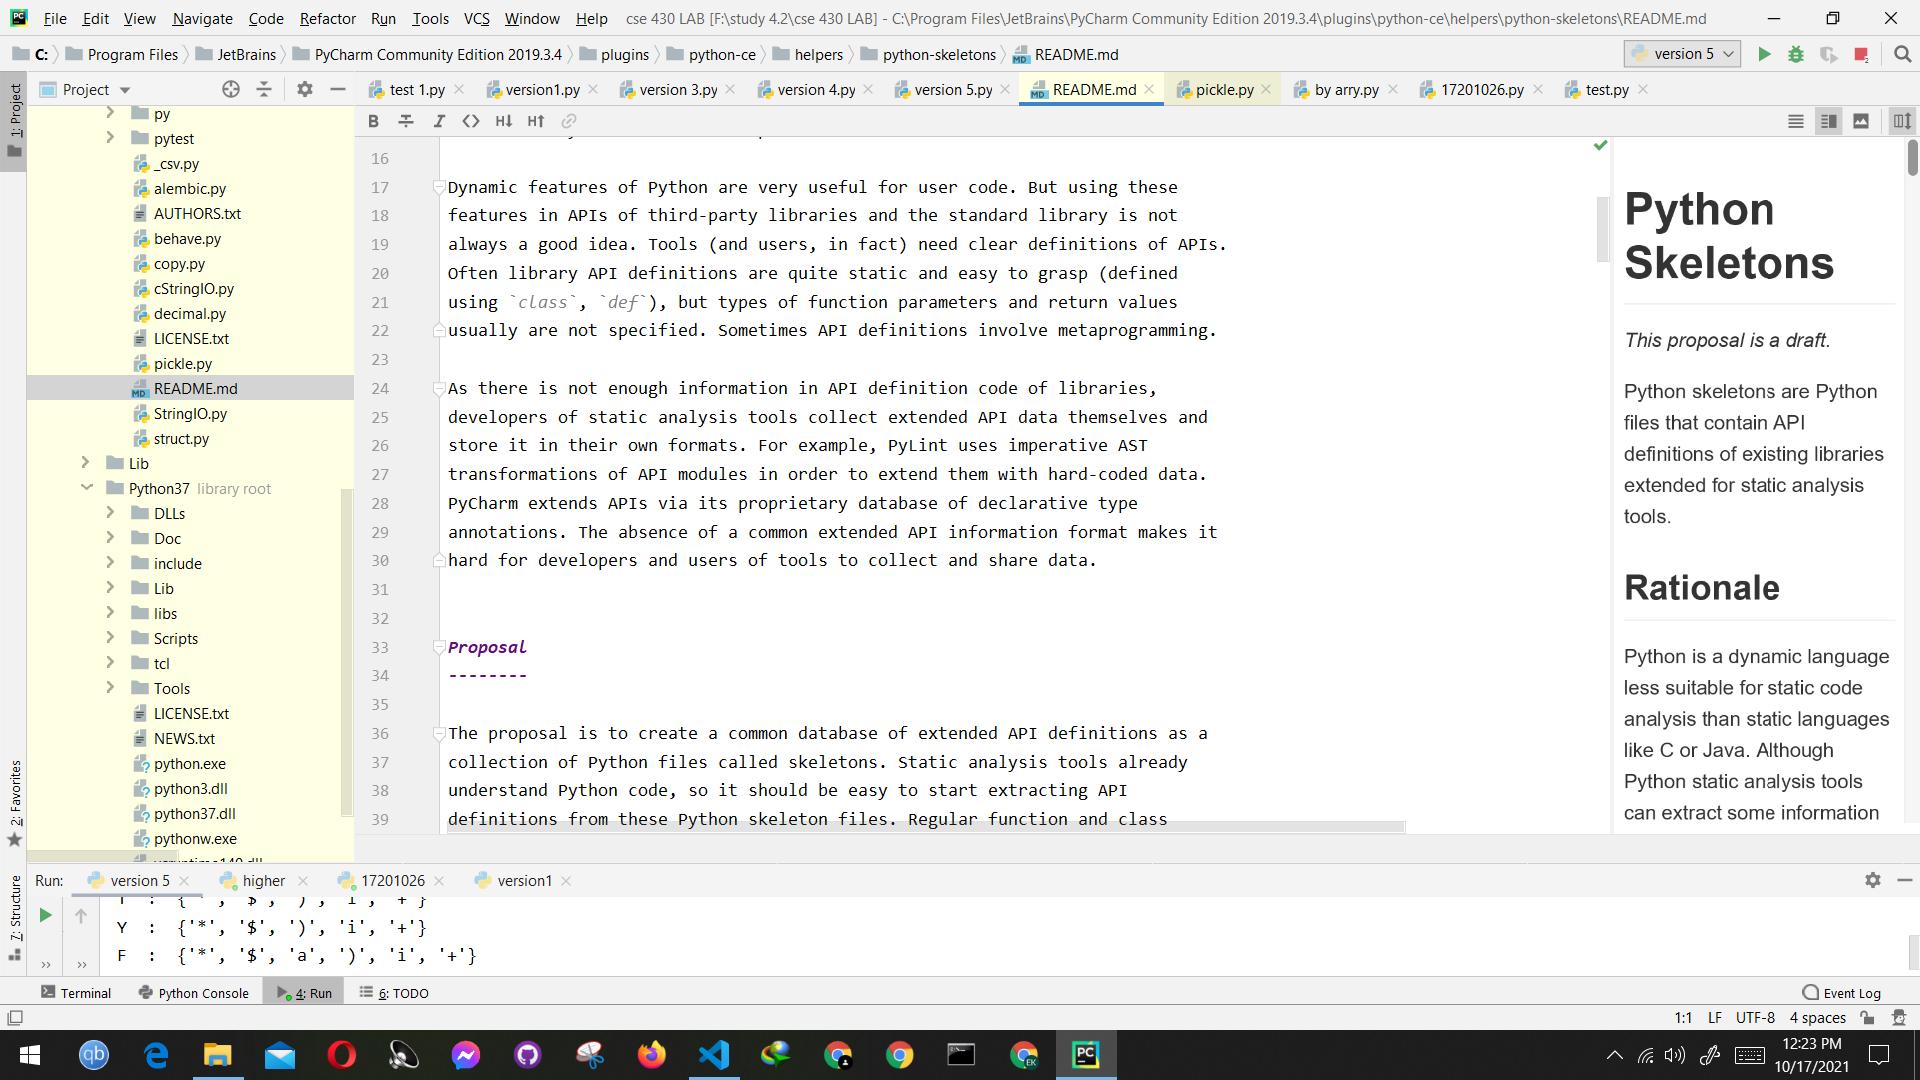 File Edit View Navigate Code Refactor Run Tools VCS Window Help cse 430 LAB [F:\study 4.2\cse 430 LAB] - C:\Program Files\JetBrains\PyCharm Community Edition 2019.3.4\plugins\python-ce\helpers\python-skeletons\README.md
C: Program Files JetBrains PyCharm Community Edition 2019.3.4 plugins python-ce helpers python-skeletons README.md version 5
Project test 1.py version1.py version 3.py version 4.py version 5.py README.md pickle.py by arry.py 17201026.py test.py
1: Project
py
pytest
_csv.py
alembic.py
AUTHORS.txt
behave.py
copy.py
cStringIO.py
decimal.py
LICENSE.txt
pickle.py
README.md
StringIO.py
struct.py
Lib
Python37 library root
DLLs
Doc
include
Lib
libs
Scripts
tcl
Tools
LICENSE.txt
NEWS.txt
python.exe
python3.dll
python37.dll
pythonw.exe
2: Favorites
7: Structure
16
17 Dynamic features of Python are very useful for user code. But using these
18 features in APIs of third-party libraries and the standard library is not
19 always a good idea. Tools (and users, in fact) need clear definitions of APIs.
20 Often library API definitions are quite static and easy to grasp (defined
21 using `class`, `def`), but types of function parameters and return values
22 usually are not specified. Sometimes API definitions involve metaprogramming.
23
24 As there is not enough information in API definition code of libraries,
25 developers of static analysis tools collect extended API data themselves and
26 store it in their own formats. For example, PyLint uses imperative AST
27 transformations of API modules in order to extend them with hard-coded data.
28 PyCharm extends APIs via its proprietary database of declarative type
29 annotations. The absence of a common extended API information format makes it
30 hard for developers and users of tools to collect and share data.
31
32
33 Proposal
34 --------
35
36 The proposal is to create a common database of extended API definitions as a
37 collection of Python files called skeletons. Static analysis tools already
38 understand Python code, so it should be easy to start extracting API
39 definitions from these Python skeleton files. Regular function and class
Python
Skeletons
This proposal is a draft.
Python skeletons are Python
files that contain API
definitions of existing libraries
extended for static analysis
tools.
Rationale
Python is a dynamic language
less suitable for static code
analysis than static languages
like C or Java. Although
Python static analysis tools
can extract some information
Run: version 5 higher 17201026 version1
Y : {'*', '$', ')', 'i', '+'}
F : {'*', '$', 'a', ')', 'i', '+'}
Terminal Python Console 4: Run 6: TODO Event Log
1:1 LF UTF-8 4 spaces
12:23 PM
10/17/2021